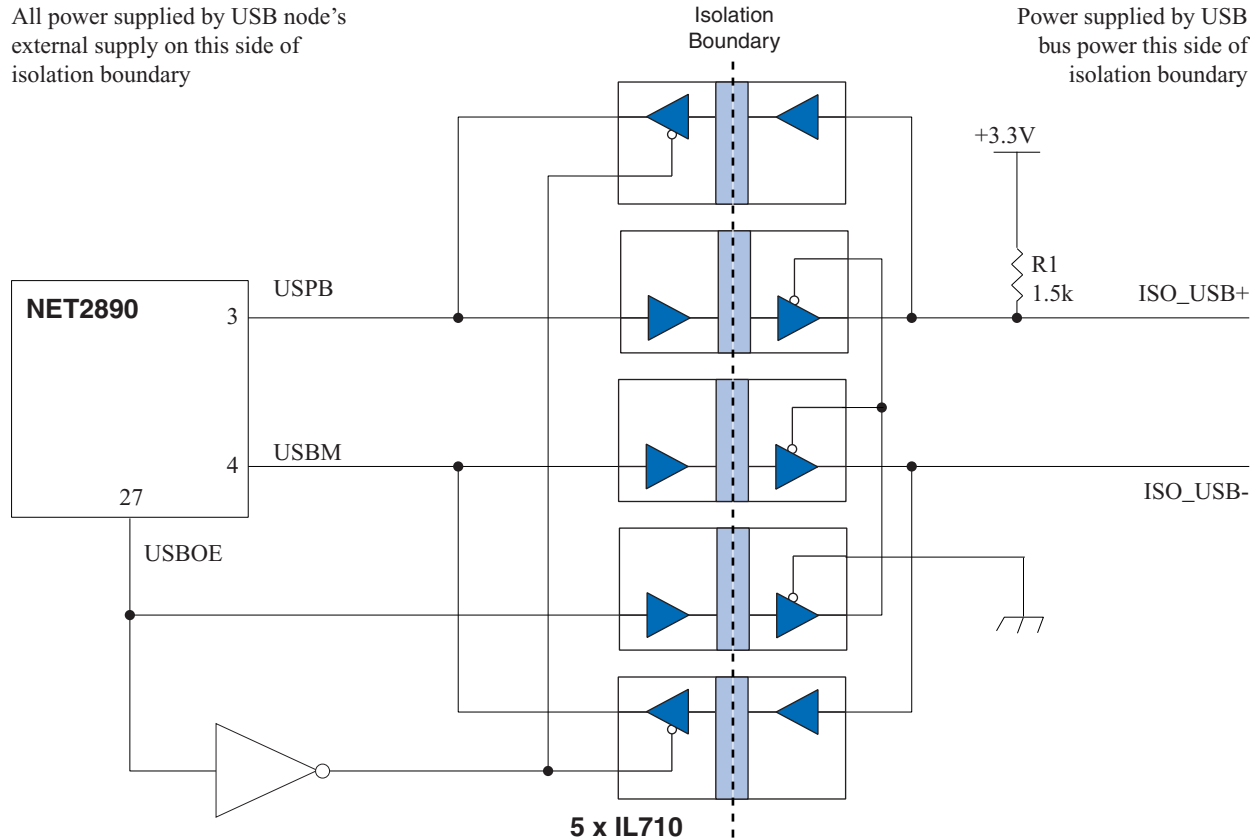 All power supplied by USB node's
external supply on this side of
isolation boundary
Isolation
Boundary
Power supplied by USB
bus power this side of
isolation boundary
+3.3V
R1
1.5k
NET2890
3
USPB
ISO_USB+
4
USBM
ISO_USB-
27
USBOE
5 x IL710